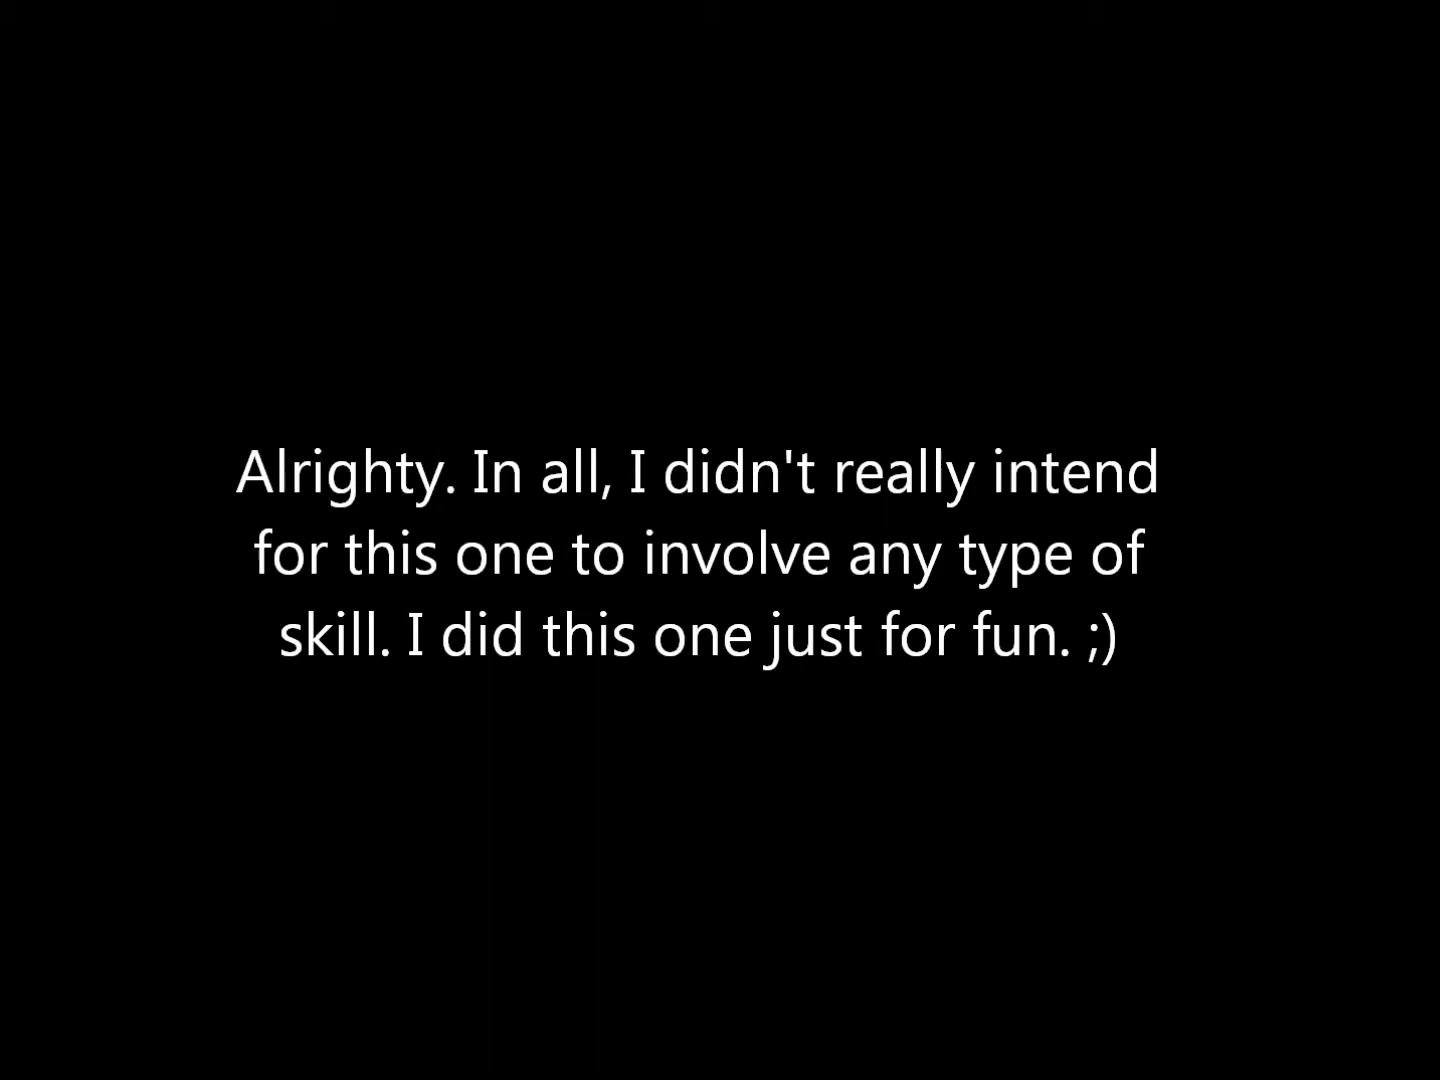 Alrighty. In all, I didn't really intend
for this one to involve any type of
skill. I did this one just for fun. ;)